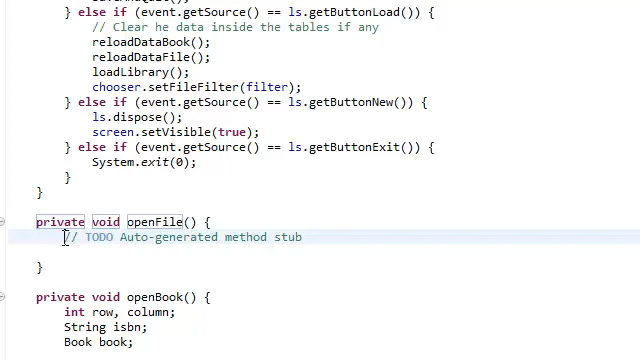 } else if (event.getSource() == ls.getButtonLoad()) {
// Clear he data inside the tables if any
reloadDataBook();
reloadDataFile();
loadLibrary();
chooser.setFileFilter(filter);
} else if (event.getSource() == ls.getButtonNew()) {
ls.dispose();
screen.setVisible(true);
} else if (event.getSource() == ls.getButtonExit()) {
System.exit(0);
}
}
private void openFile() {
// TODO Auto-generated method stub
}
private void openBook() {
int row, column;
String isbn;
Book book;